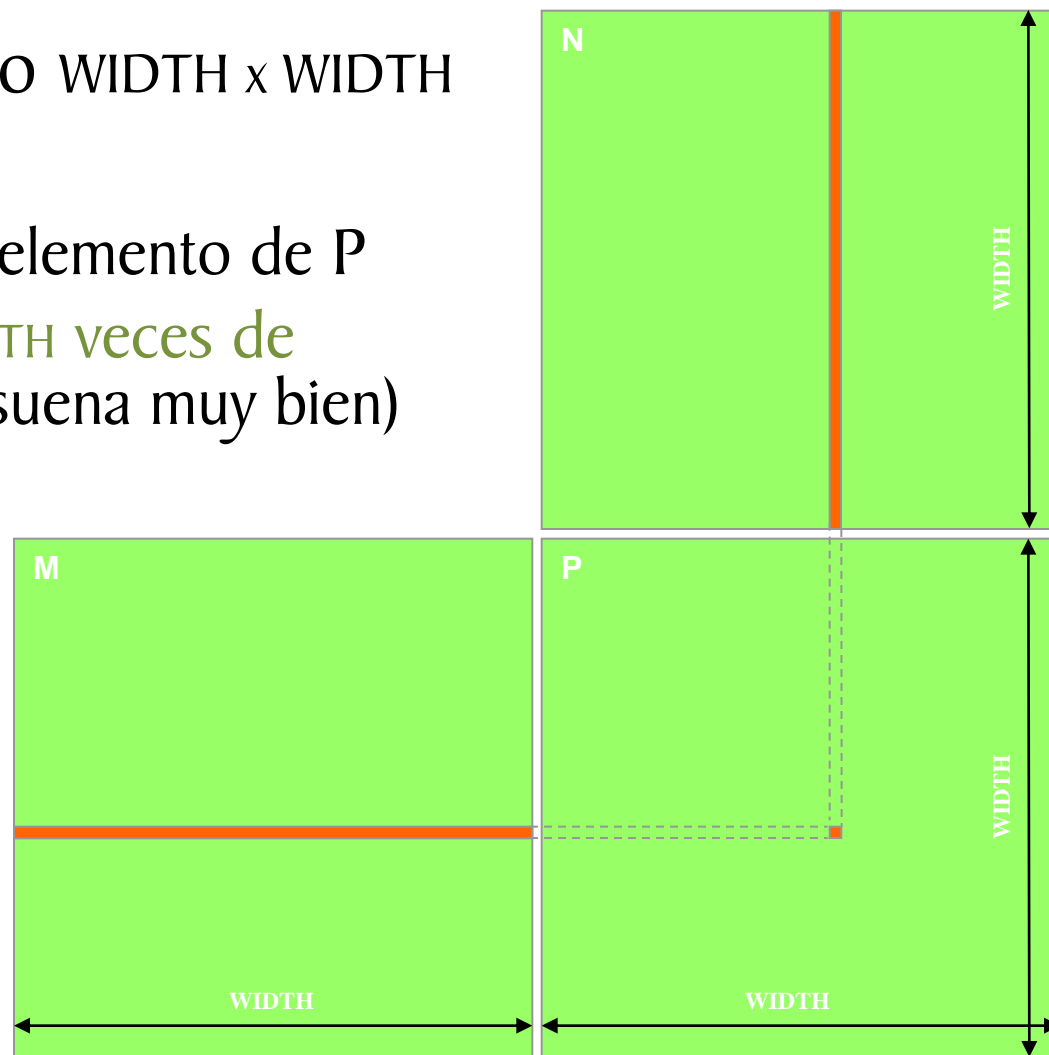 o WIDTH x WIDTH
elemento de P
TH veces de
suena muy bien)
N
WIDTH
M
P
WIDTH
WIDTH
WIDTH